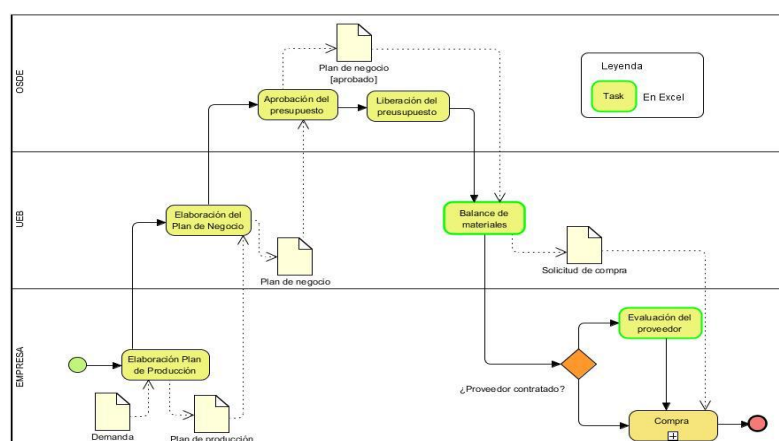 OSDE
Plan de negocio
[aprobado]
Leyenda
Task
En Excel
Aprobación del
presupuesto
Liberación del
preusupuesto
UEB
Elaboración del
Plan de Negocio
Plan de negocio
Balance de
materiales
Solicitud de compra
EMPRESA
Elaboración Plan
de Producción
Demanda
Plan de producción
Evaluación del
proveedor
¿Proveedor contratado?
Compra